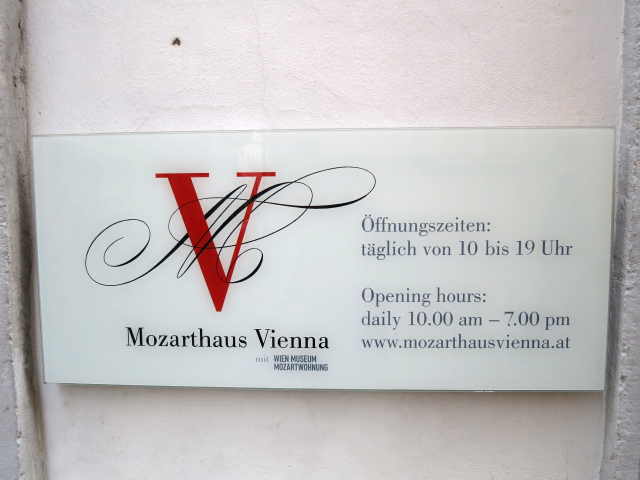 Mozarthaus Vienna
mit WIEN MUSEUM
MOZARTWOHNUNG
Öffnungszeiten:
täglich von 10 bis 19 Uhr
Opening hours:
daily 10.00 am – 7.00 pm
www.mozarthausvienna.at